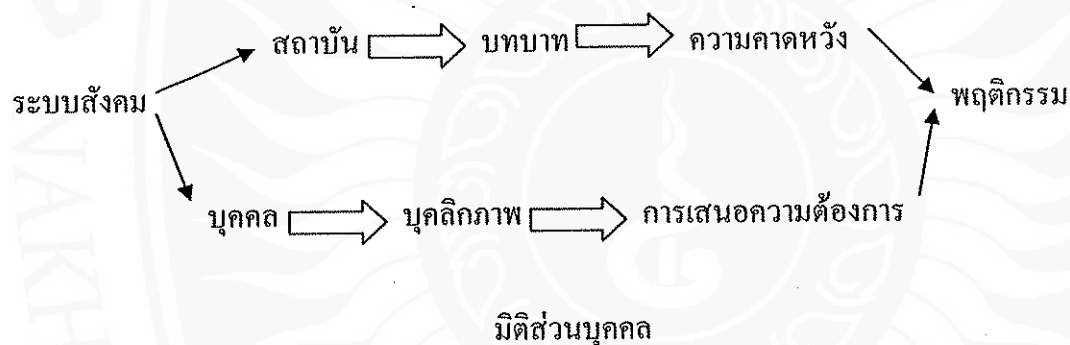 สถาบัน บทบาท ความคาดหวัง
ระบบสังคม พฤติกรรม
บุคคล บุคลิกภาพ การเสนอความต้องการ
มิติส่วนบุคคล